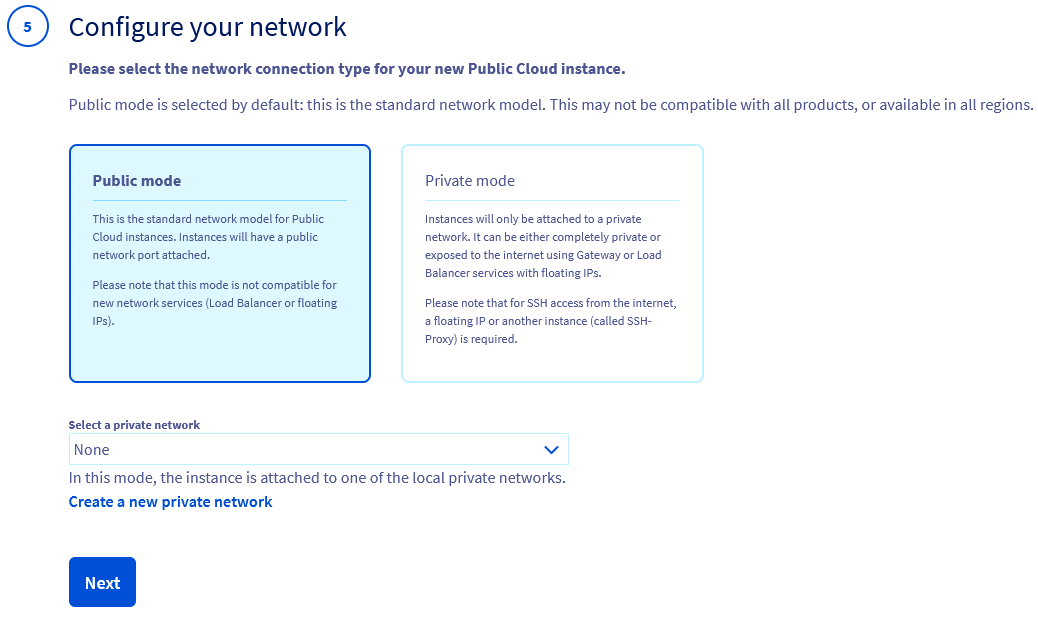 5
Configure your network
Please select the network connection type for your new Public Cloud instance.
Public mode is selected by default: this is the standard network model. This may not be compatible with all products, or available in all regions.
Public mode
This is the standard network model for Public
Cloud instances. Instances will have a public
network port attached.
Please note that this mode is not compatible for
new network services (Load Balancer or floating
IPs).
Private mode
Instances will only be attached to a private
network. It can be either completely private or
exposed to the internet using Gateway or Load
Balancer services with floating IPs.
Please note that for SSH access from the internet,
a floating IP or another instance (called SSH-
Proxy) is required.
Select a private network
None
In this mode, the instance is attached to one of the local private networks.
Create a new private network
Next